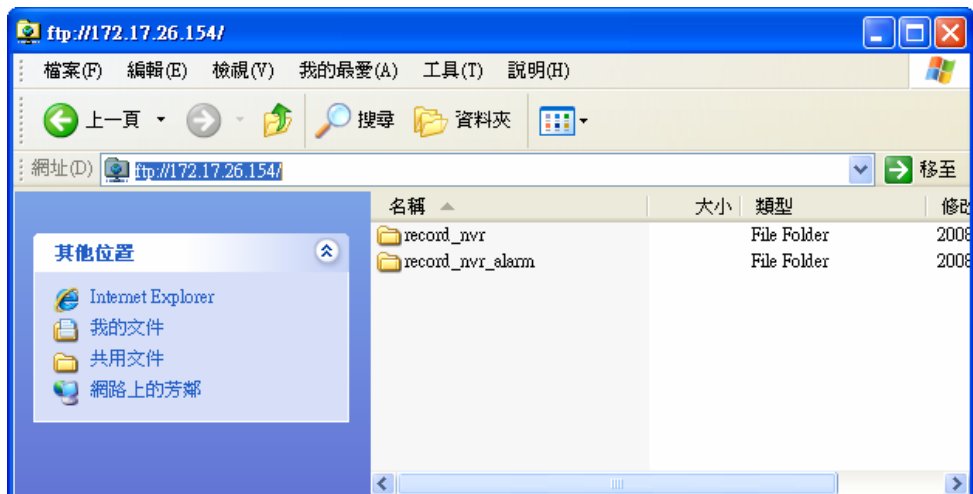 ftp://172.17.26.154/
檔案(F) 編輯(E) 檢視(V) 我的最愛(A) 工具(T) 說明(H)
上一頁 搜尋 資料夾
網址(D) ftp://172.17.26.154/ 移至
名稱 大小 類型
record_nvr File Folder 2008
record_nvr_alarm File Folder 2008
其他位置
Internet Explorer
我的文件
共用文件
網路上的芳鄰